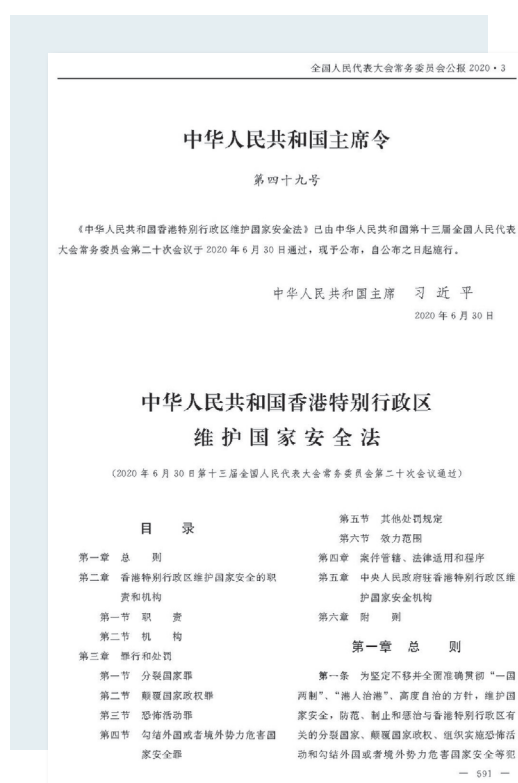 全国人民代表大会常务委员会公报 2020·3
中华人民共和国主席令
第四十九号
《中华人民共和国香港特别行政区维护国家安全法》已由中华人民共和国第十三届全国人民代表
大会常务委员会第二十次会议于 2020 年 6 月 30 日通过，现予公布，自公布之日起施行。
中华人民共和国主席 习近平
2020 年 6 月 30 日
中华人民共和国香港特别行政区
维护国家安全法
（2020 年 6 月 30 日第十三届全国人民代表大会常务委员会第二十次会议通过）
目 录
第一章 总 则
第二章 香港特别行政区维护国家安全的职
责和机构
第一节 职 责
第二节 机 构
第三章 罪行和处罚
第一节 分裂国家罪
第二节 颠覆国家政权罪
第三节 恐怖活动罪
第四节 勾结外国或者境外势力危害国
家安全罪
第五节 其他处罚规定
第六节 效力范围
第四章 案件管辖、法律适用和程序
第五章 中央人民政府驻香港特别行政区维
护国家安全机构
第六章 附 则
第一章 总 则
第一条 为坚定不移并全面准确贯彻“一国
两制”、“港人治港”、高度自治的方针，维护国
家安全，防范、制止和惩治与香港特别行政区有
关的分裂国家、颠覆国家政权、组织实施恐怖活
动和勾结外国或者境外势力危害国家安全等犯
— 591 —